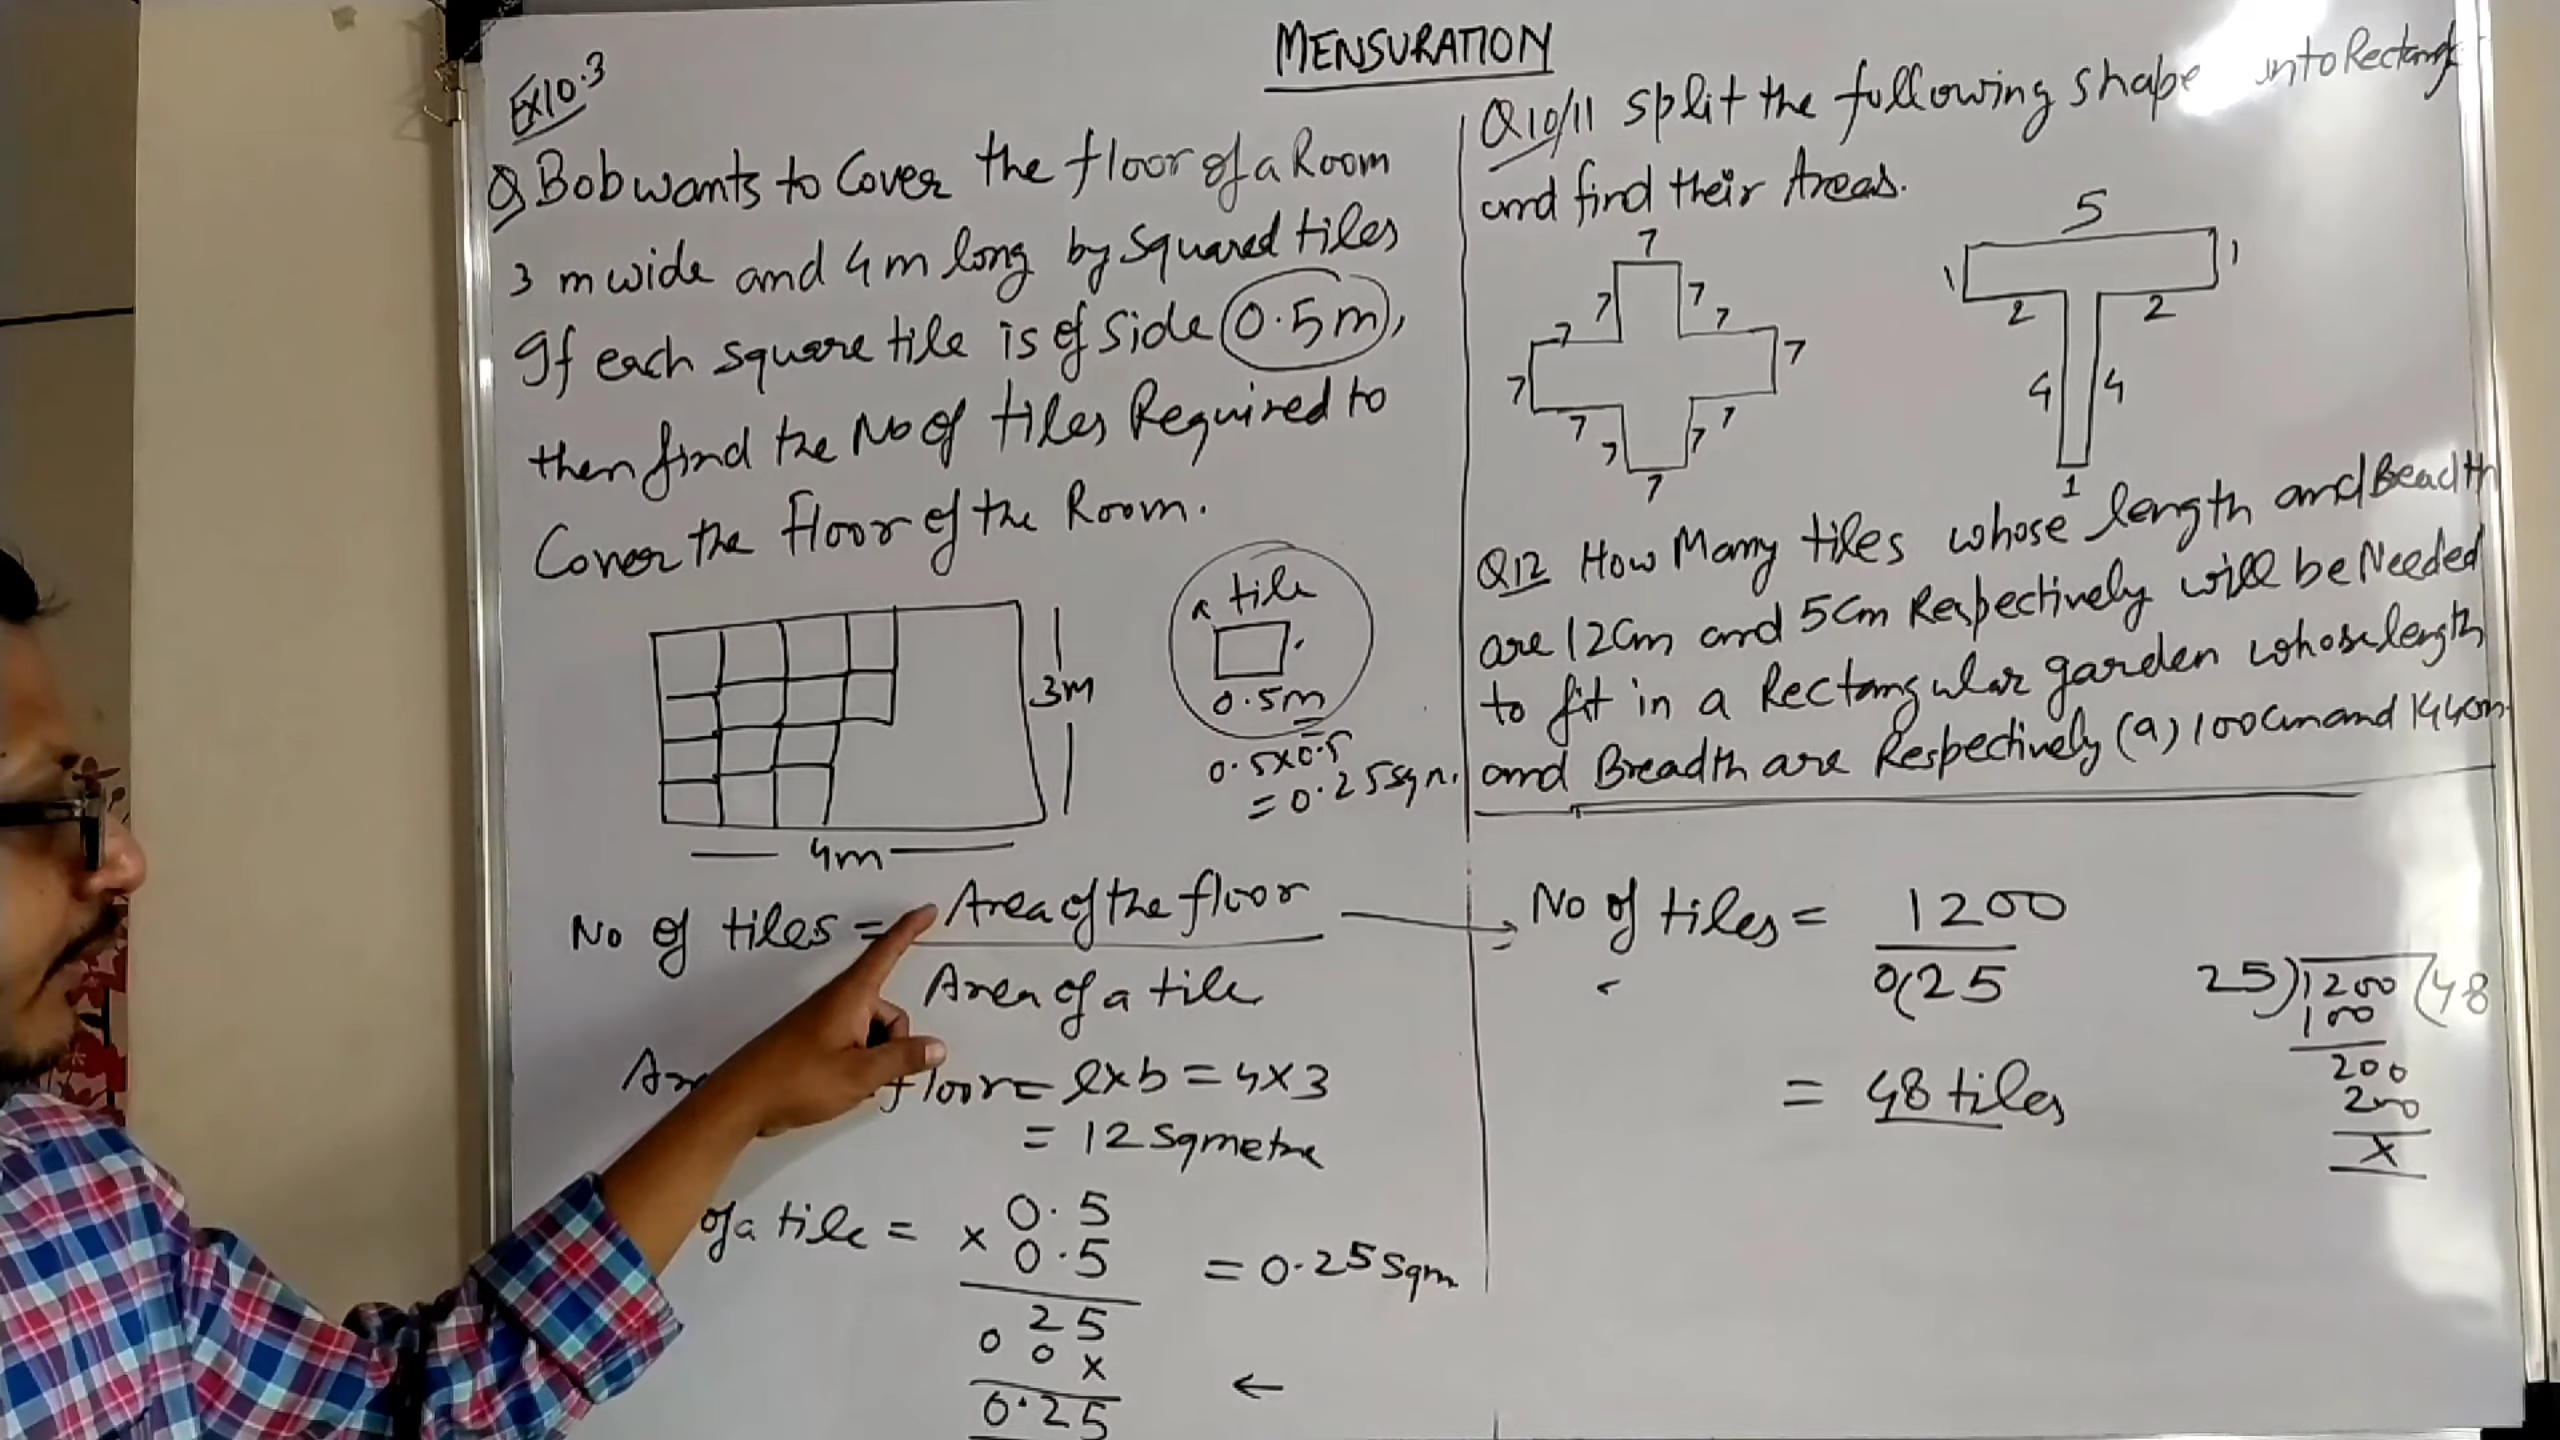 MENSURATION
Ex10.3
Q Bob wants to Cover the floor of a Room
3 m wide and 4 m long by Squared tiles
If each square tile is of Side 0.5m,
then find the No of tiles Required to
Cover the Floor of the Room.
a tile
0.5m
0.5x0.5
= 0.25sqm.
3m
4m
No of tiles = Area of the floor
Area of a tile
floor = lxb = 4x3
= 12 Sqmetre
of a tile = 0.5
x 0.5
= 0.25 Sqm
25
0 0 x
0.25
←
Q10/11 Split the following shape into Rectangle
and find their Areas.
7
7 7
7 7
7 7
7 7
7 7
7
5
1 1
2 2
4 4
1
Q12 How Many tiles whose length and Beadth
are 12Cm and 5Cm Respectively will be Needed
to fit in a Rectangular garden whose length
and Breadth are Respectively (a) 100cm and 144cm
No of tiles = 1200
0(25
= 48 tiles
25)1200(48
100
200
200
x